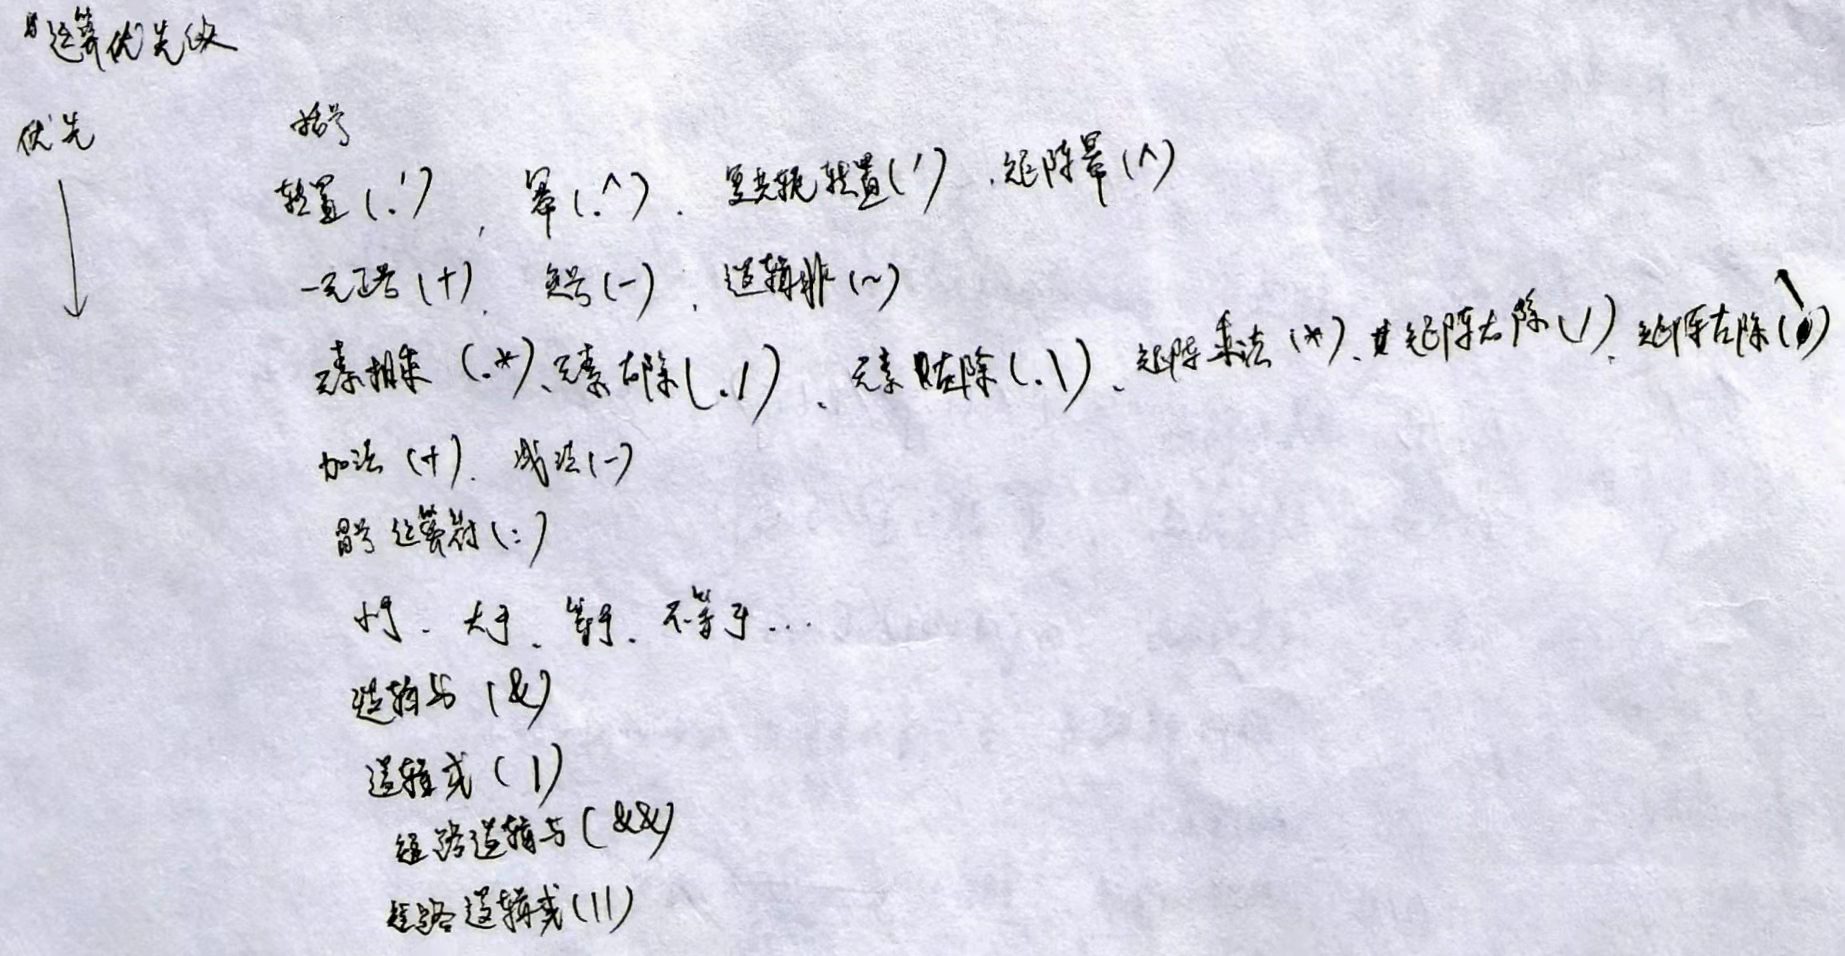 运算优先级
优先
括号
转置(.')、幂(.^)、复共轭转置(')、矩阵幂(^)
一元正号(+)、负号(-)、逻辑非(~)
元素相乘(.*)、元素右除(./)、元素左除(.\)、矩阵乘法(*)、矩阵右除(/)、矩阵左除(\)
加法(+)、减法(-)
冒号运算符(:)
小于、大于、等于、不等于...
逻辑与(&)
逻辑或(|)
短路逻辑与(&&)
短路逻辑或(||)